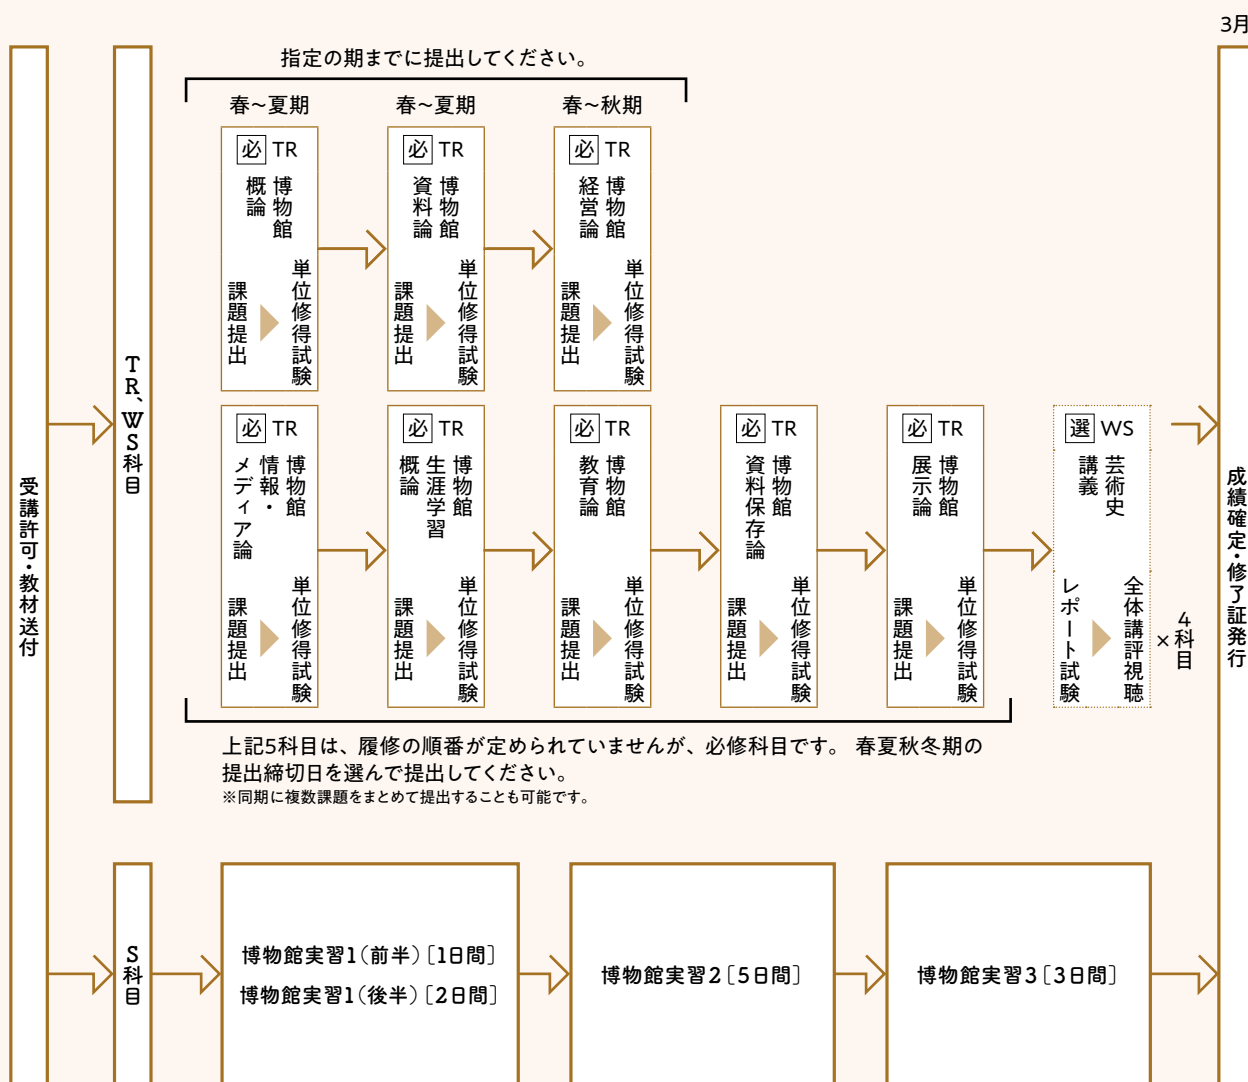 3月
指定の期までに提出してください。
春~夏期
春~夏期
春~秋期
必 TR
博物館
概論
課題提出
単位修得試験
必 TR
博物館
資料論
課題提出
単位修得試験
必 TR
博物館
経営論
課題提出
単位修得試験
受講許可・教材送付
TR、WS科目
必 TR
博物館
情報・
メディア論
課題提出
単位修得試験
必 TR
博物館
生涯学習
概論
課題提出
単位修得試験
必 TR
博物館
教育論
課題提出
単位修得試験
必 TR
博物館
資料保存論
課題提出
単位修得試験
必 TR
博物館
展示論
課題提出
単位修得試験
選 WS
芸術史
講義
レポート試験
全体講評視聴
×4科目
成績確定・修了証発行
上記5科目は、履修の順番が定められていませんが、必修科目です。 春夏秋冬期の
提出締切日を選んで提出してください。
※同期に複数課題をまとめて提出することも可能です。
S科目
博物館実習1(前半)[1日間]
博物館実習1(後半)[2日間]
博物館実習2[5日間]
博物館実習3[3日間]